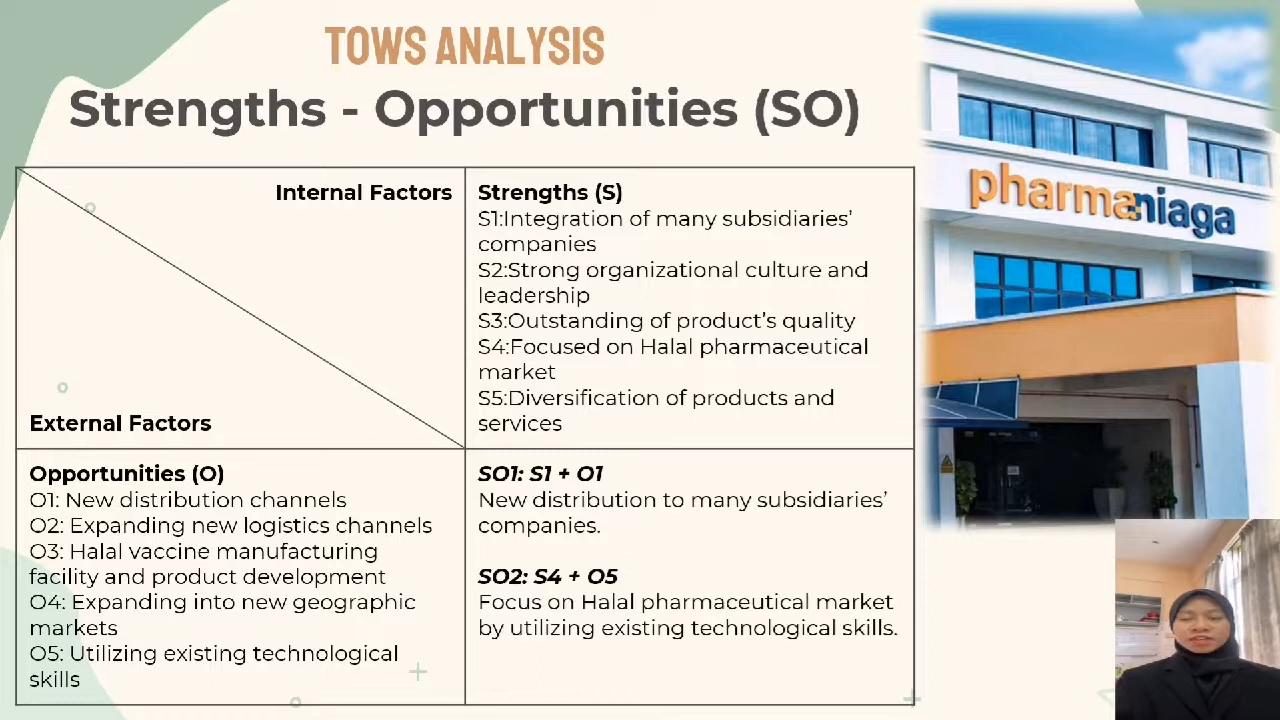 TOWS ANALYSIS
Strengths - Opportunities (SO)
Internal Factors
External Factors
Strengths (S)
S1:Integration of many subsidiaries'
companies
S2:Strong organizational culture and
leadership
S3:Outstanding of product's quality
S4:Focused on Halal pharmaceutical
market
S5:Diversification of products and
services
Opportunities (O)
O1: New distribution channels
O2: Expanding new logistics channels
O3: Halal vaccine manufacturing
facility and product development
O4: Expanding into new geographic
markets
O5: Utilizing existing technological
skills
SO1: S1 + O1
New distribution to many subsidiaries'
companies.
SO2: S4 + O5
Focus on Halal pharmaceutical market
by utilizing existing technological skills.
pharmaniaga